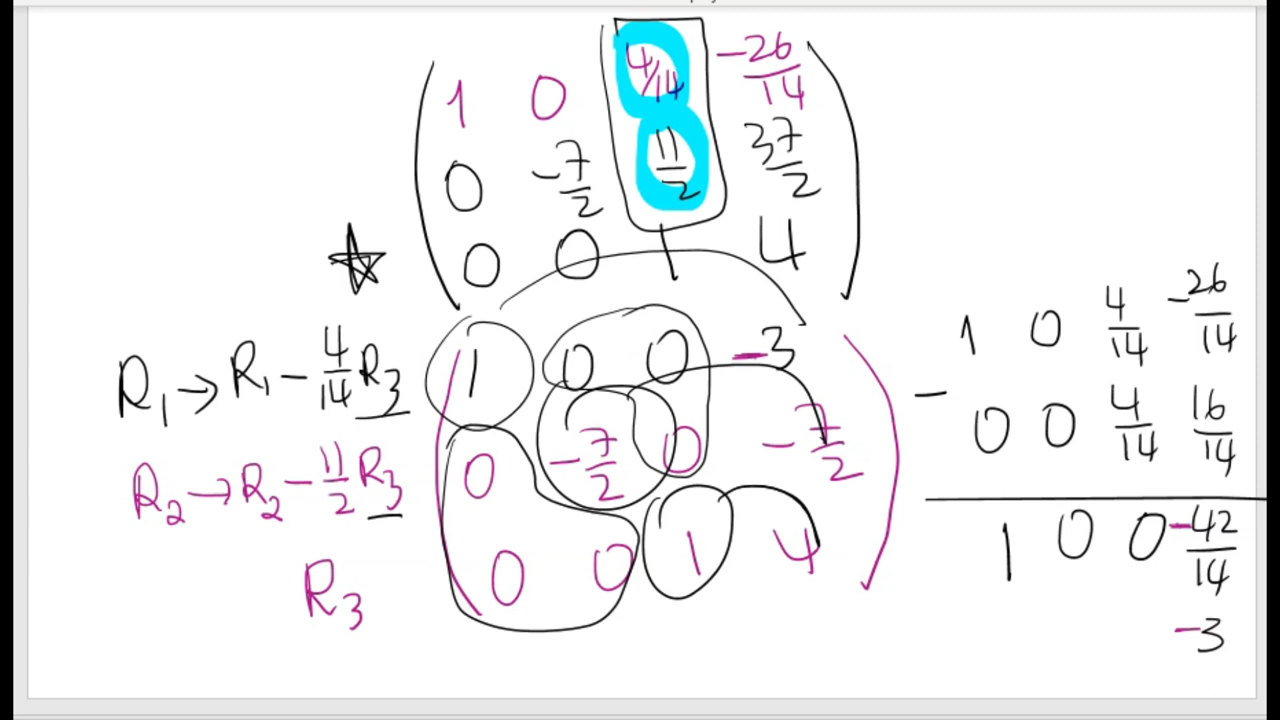 1 0 4/14 -26/14
0 -7/2 11/2 37/2
0 0 1 4
R1 → R1 - 4/14 R3 1 0 0 -3
R2 → R2 - 11/2 R3 0 -7/2 0 -7/2
R3 0 0 1 4
1 0 4/14 -26/14
- 0 0 4/14 16/14
1 0 0 -42/14
-3